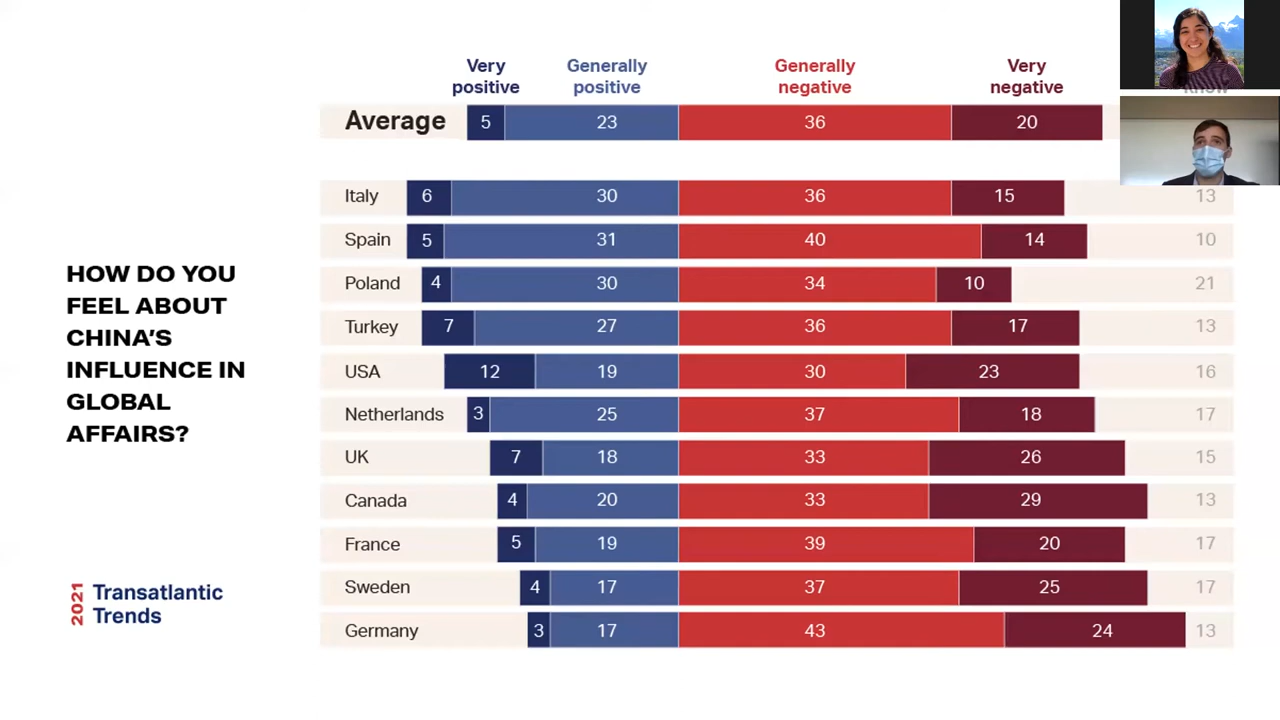 Very positive
Generally positive
Generally negative
Very negative
know
Average 5 23 36 20
Italy 6 30 36 15 13
Spain 5 31 40 14 10
Poland 4 30 34 10 21
Turkey 7 27 36 17 13
USA 12 19 30 23 16
Netherlands 3 25 37 18 17
UK 7 18 33 26 15
Canada 4 20 33 29 13
France 5 19 39 20 17
Sweden 4 17 37 25 17
Germany 3 17 43 24 13
HOW DO YOU
FEEL ABOUT
CHINA'S
INFLUENCE IN
GLOBAL
AFFAIRS?
2021
Transatlantic
Trends